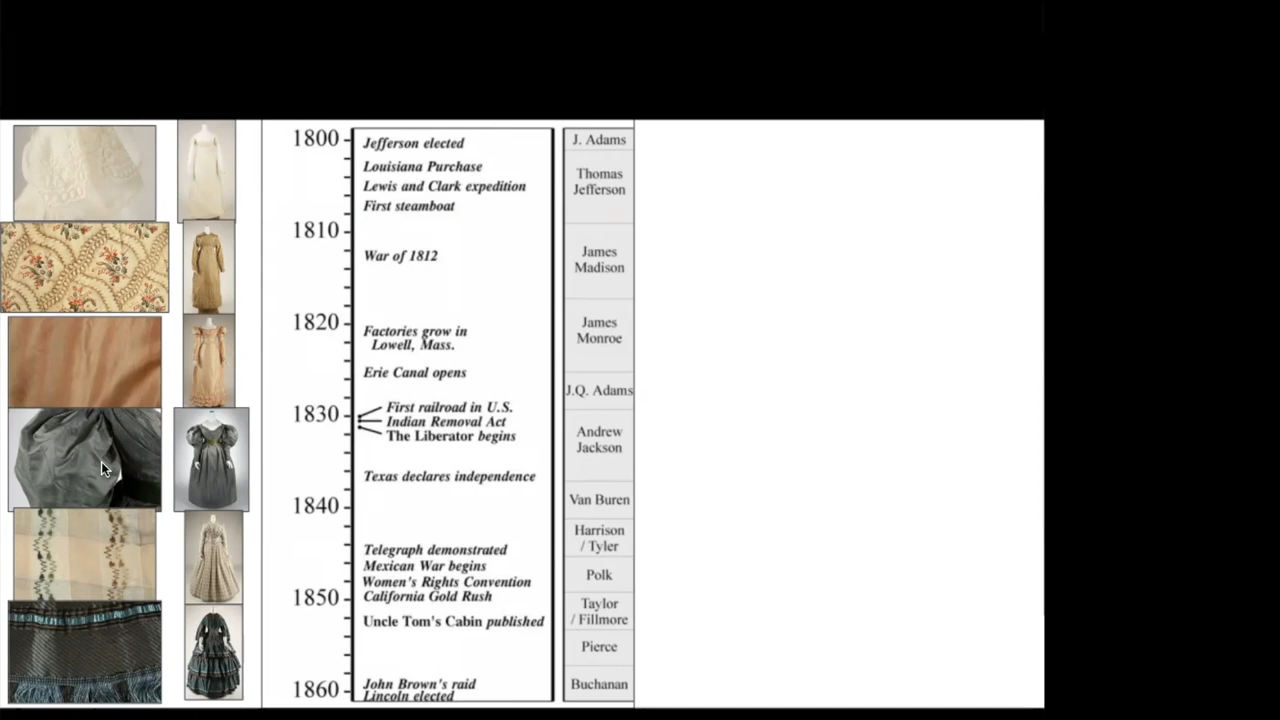 1800
Jefferson elected
Louisiana Purchase
Lewis and Clark expedition
First steamboat
1810
War of 1812
1820
Factories grow in
Lowell, Mass.
Erie Canal opens
1830
First railroad in U.S.
Indian Removal Act
The Liberator begins
Texas declares independence
1840
Telegraph demonstrated
Mexican War begins
Women's Rights Convention
California Gold Rush
1850
Uncle Tom's Cabin published
John Brown's raid
1860
Lincoln elected
J. Adams
Thomas
Jefferson
James
Madison
James
Monroe
J.Q. Adams
Andrew
Jackson
Van Buren
Harrison
/ Tyler
Polk
Taylor
/ Fillmore
Pierce
Buchanan